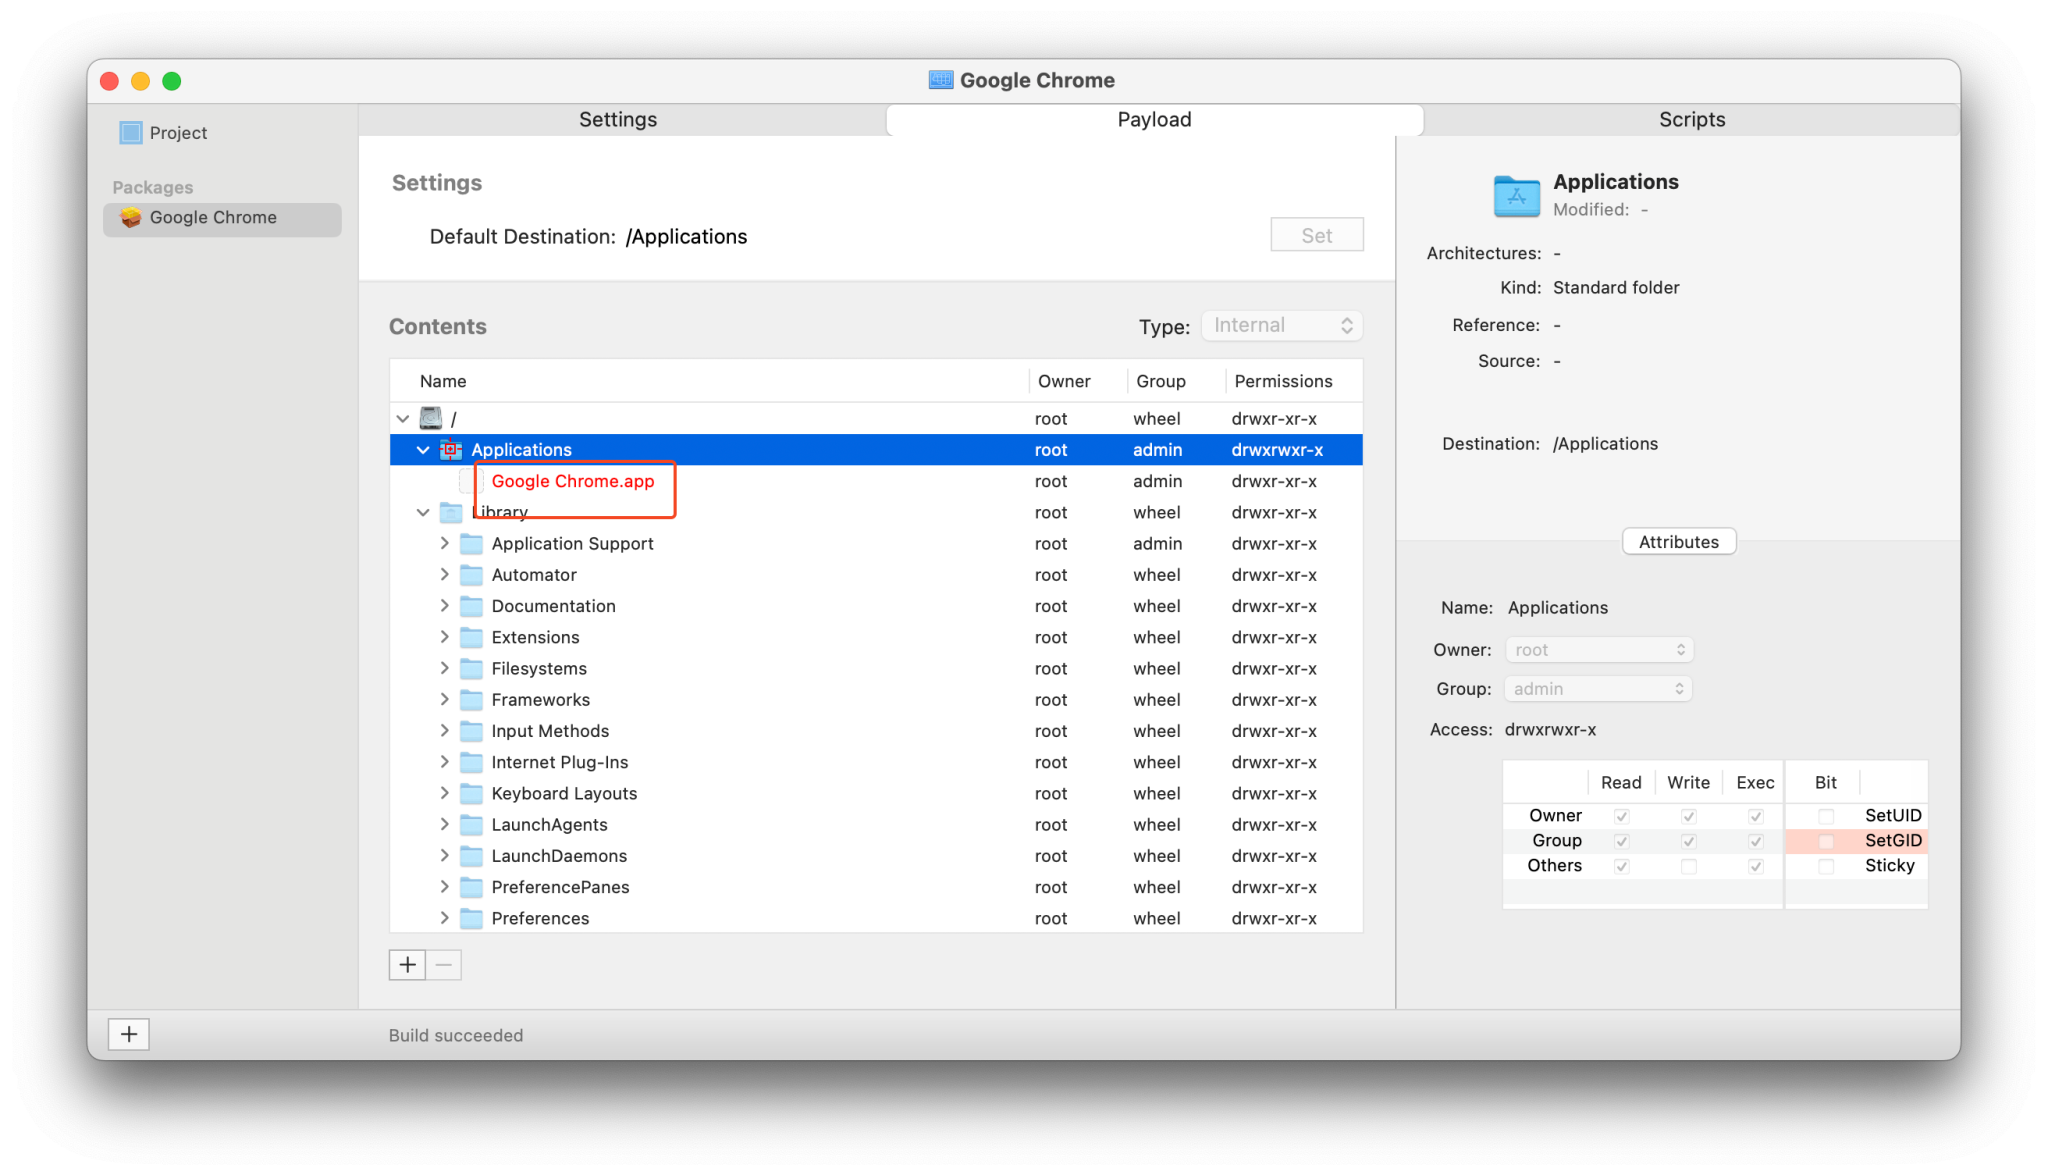 Google Chrome
Project
Packages
Google Chrome
Settings
Payload
Scripts
Settings
Default Destination: /Applications
Set
Contents
Type: Internal
Name Owner Group Permissions
/ root wheel drwxr-xr-x
Applications root admin drwxrwxr-x
Google Chrome.app root admin drwxr-xr-x
Library root wheel drwxr-xr-x
Application Support root admin drwxr-xr-x
Automator root wheel drwxr-xr-x
Documentation root wheel drwxr-xr-x
Extensions root wheel drwxr-xr-x
Filesystems root wheel drwxr-xr-x
Frameworks root wheel drwxr-xr-x
Input Methods root wheel drwxr-xr-x
Internet Plug-Ins root wheel drwxr-xr-x
Keyboard Layouts root wheel drwxr-xr-x
LaunchAgents root wheel drwxr-xr-x
LaunchDaemons root wheel drwxr-xr-x
PreferencePanes root wheel drwxr-xr-x
Preferences root wheel drwxr-xr-x
Build succeeded
Applications
Modified: -
Architectures: -
Kind: Standard folder
Reference: -
Source: -
Destination: /Applications
Attributes
Name: Applications
Owner: root
Group: admin
Access: drwxrwxr-x
Read Write Exec Bit
Owner SetUID
Group SetGID
Others Sticky